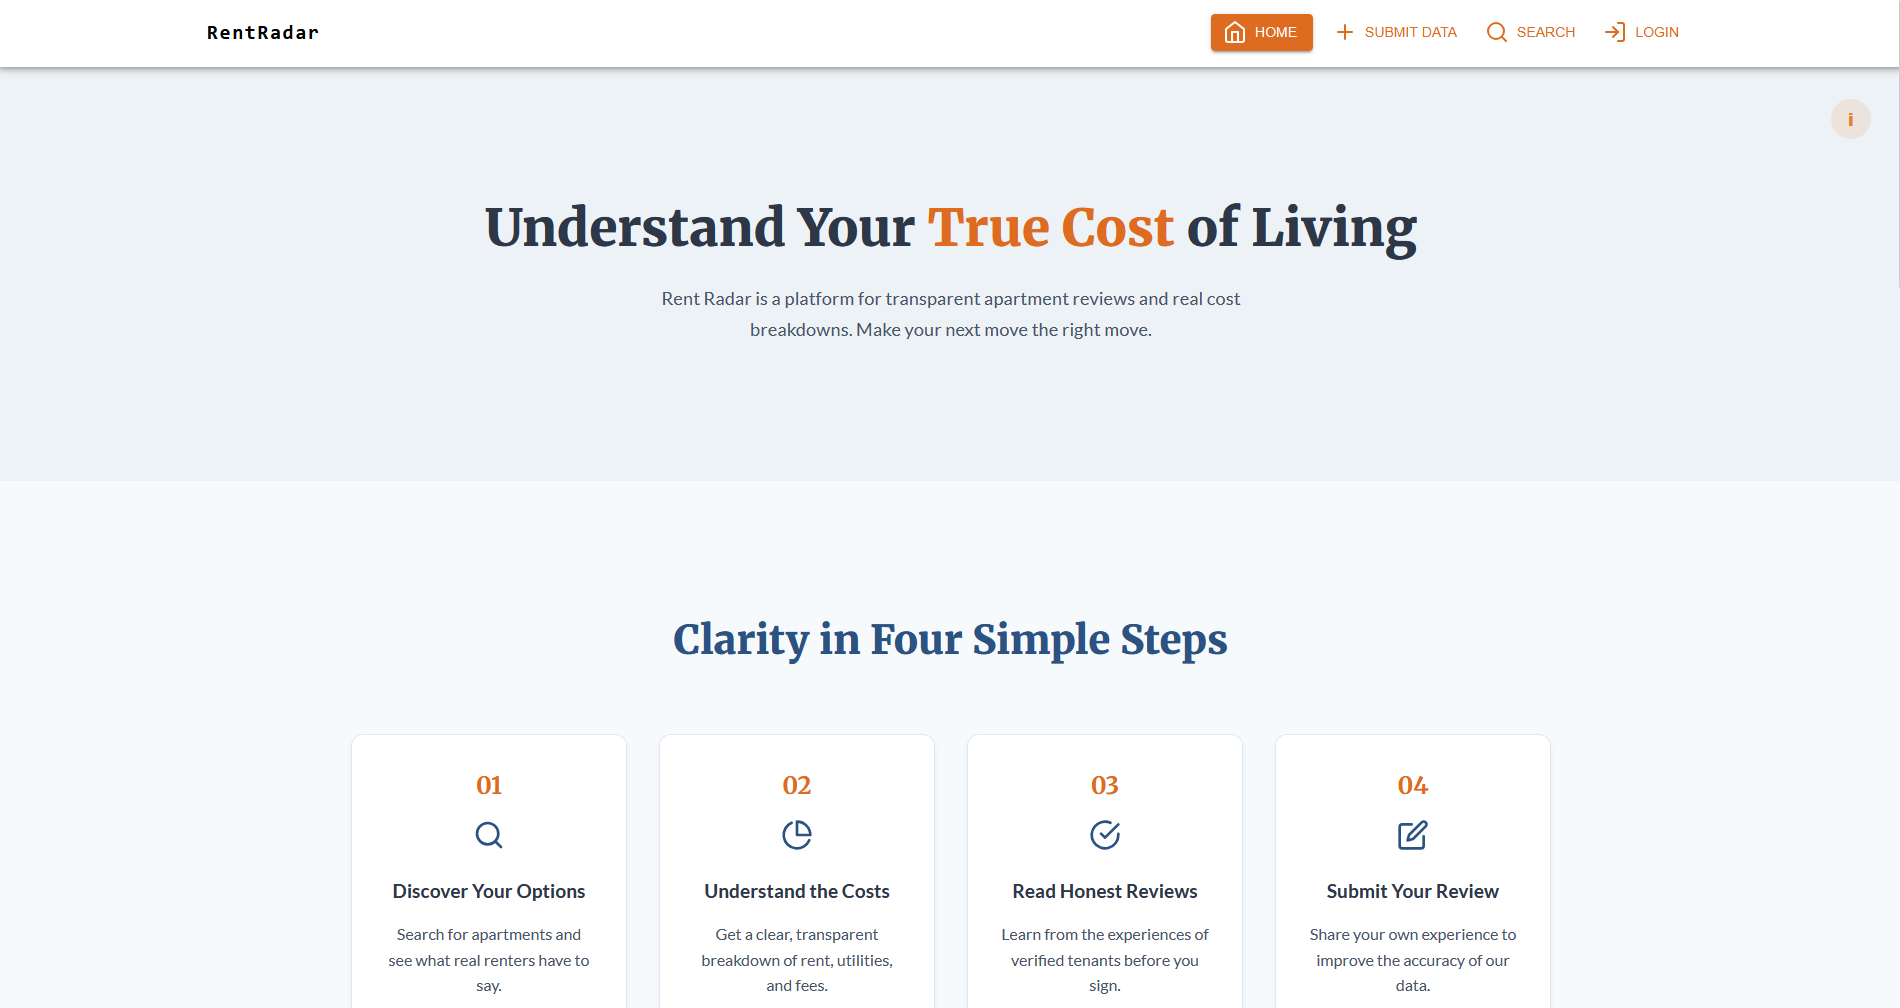 RentRadar
HOME
SUBMIT DATA
SEARCH
LOGIN
i
Understand Your True Cost of Living
Rent Radar is a platform for transparent apartment reviews and real cost
breakdowns. Make your next move the right move.
Clarity in Four Simple Steps
01
Discover Your Options
Search for apartments and
see what real renters have to
say.
02
Understand the Costs
Get a clear, transparent
breakdown of rent, utilities,
and fees.
03
Read Honest Reviews
Learn from the experiences of
verified tenants before you
sign.
04
Submit Your Review
Share your own experience to
improve the accuracy of our
data.